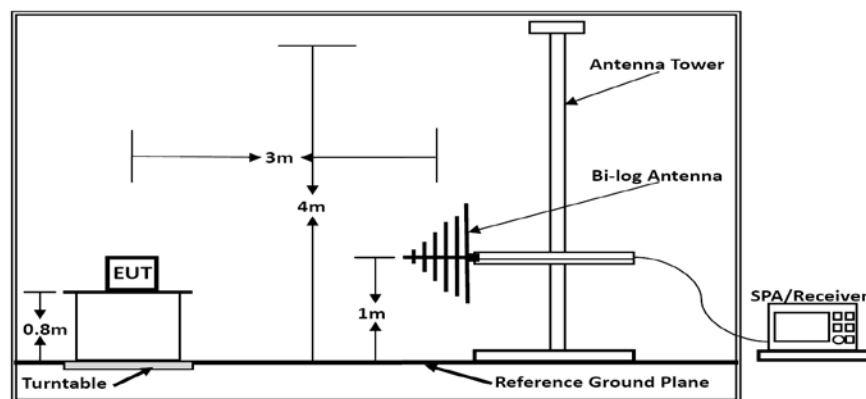 Antenna Tower
3m
Bi-log Antenna
4m
EUT
SPA/Receiver
0.8m
1m
Turntable
Reference Ground Plane